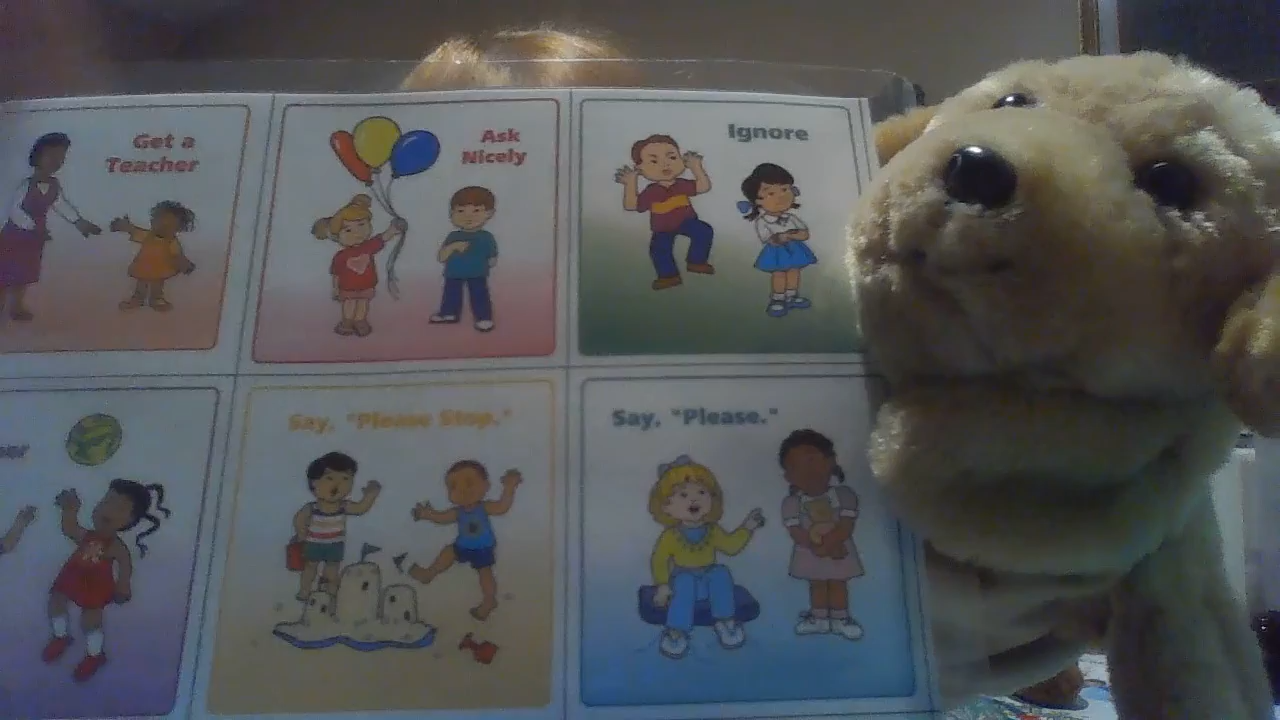 Get a
Teacher
Ask
Nicely
Ignore
Say, "Please Stop."
Say, "Please."